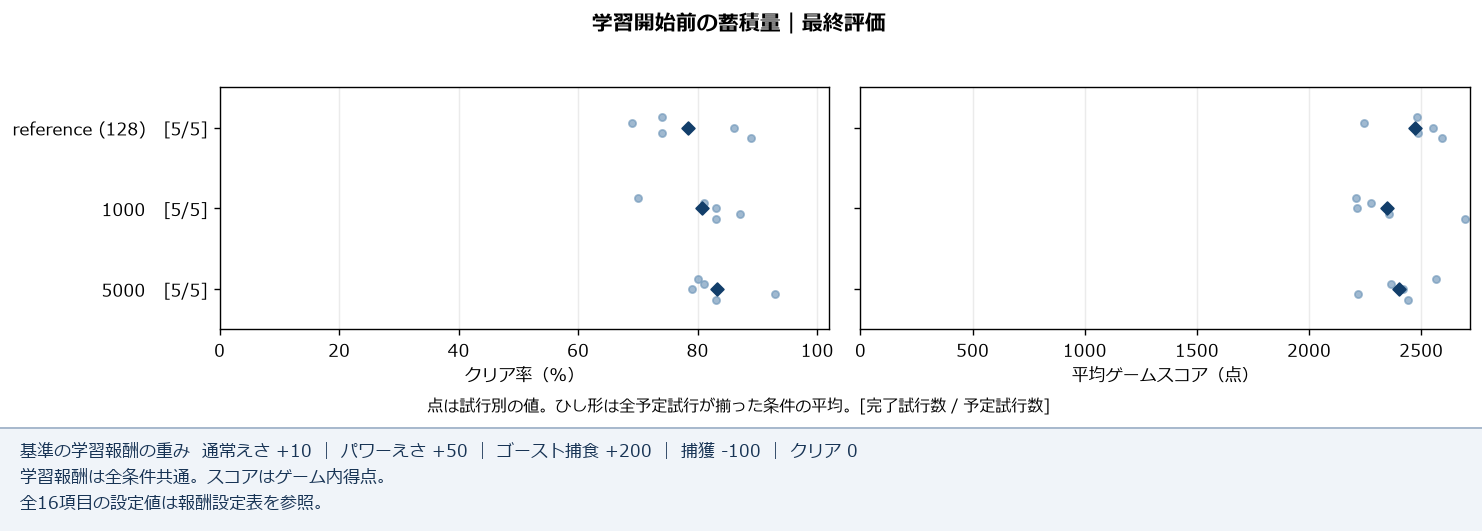 学習開始前の蓄積量｜最終評価
reference (128) [5/5]
1000 [5/5]
5000 [5/5]
0 20 40 60 80 100
クリア率（%）
0 500 1000 1500 2000 2500
平均ゲームスコア（点）
点は試行別の値。ひし形は全予定試行が揃った条件の平均。[完了試行数 / 予定試行数]
基準の学習報酬の重み 通常えさ +10 ｜ パワーえさ +50 ｜ ゴースト捕食 +200 ｜ 捕獲 -100 ｜ クリア 0
学習報酬は全条件共通。スコアはゲーム内得点。
全16項目の設定値は報酬設定表を参照。